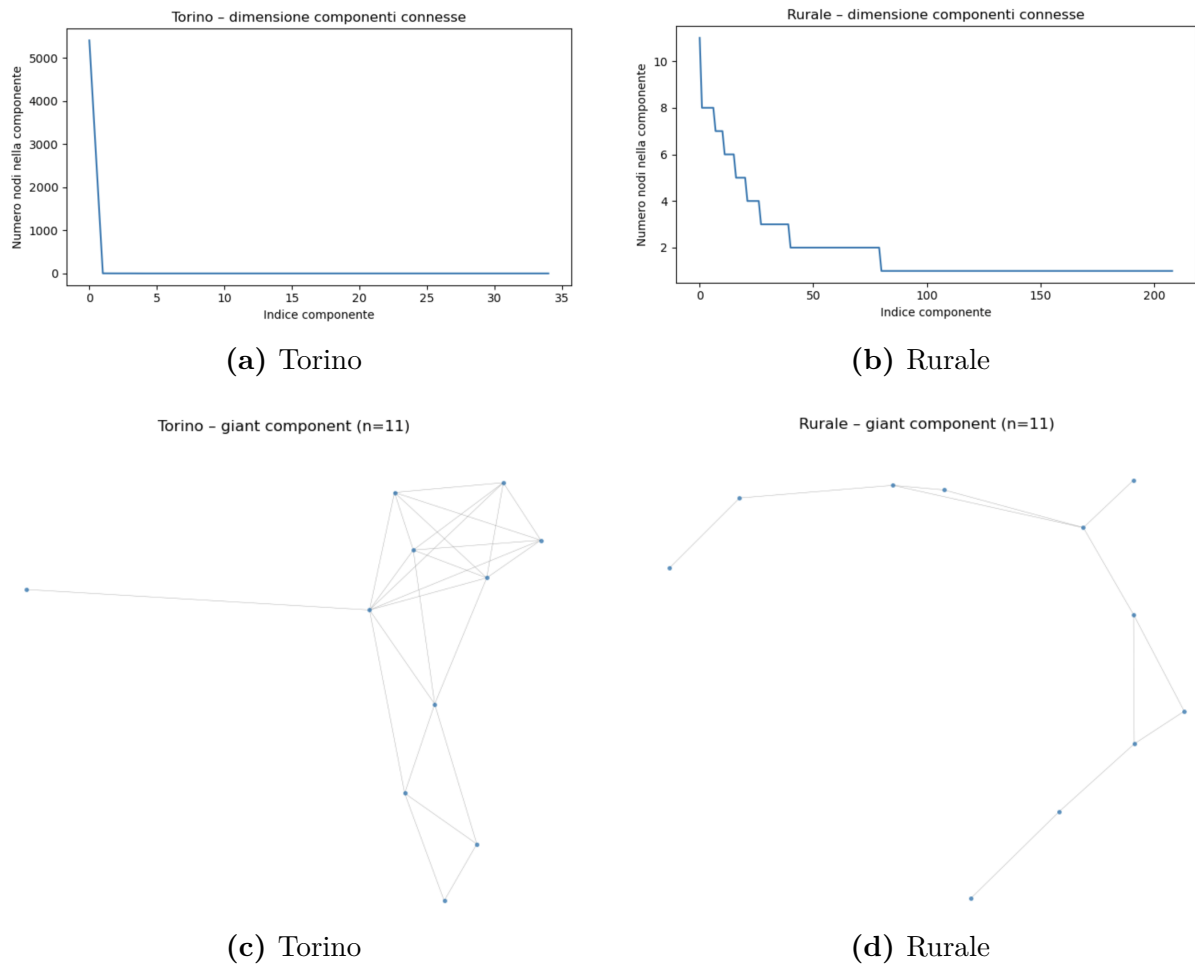 Torino – dimensione componenti connesse
Numero nodi nella componente
5000
4000
3000
2000
1000
0
0 5 10 15 20 25 30 35
Indice componente
(a) Torino
Rurale – dimensione componenti connesse
Numero nodi nella componente
10
8
6
4
2
0 50 100 150 200
Indice componente
(b) Rurale
Torino – giant component (n=11)
(c) Torino
Rurale – giant component (n=11)
(d) Rurale